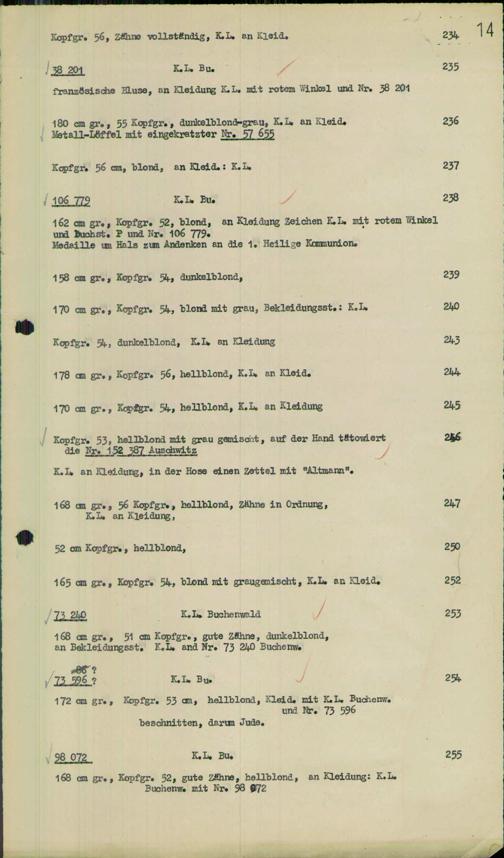 14
Kopfgr. 56, Zähne vollständig, K.L. an Kleid. 234
38 201 K.L. Bu. 235
französische Bluse, an Kleidung K.L. mit rotem Winkel und Nr. 38 201
180 cm gr., 55 Kopfgr., dunkelblond-grau, K.L. an Kleid. 236
Metall-Löffel mit eingekratzter Nr. 57 655
Kopfgr. 56 cm, blond, an Kleid.: K.L. 237
106 779 K.L. Bu. 238
162 cm gr., Kopfgr. 52, blond, an Kleidung Zeichen K.L. mit rotem Winkel
und Buchst. P und Nr. 106 779.
Medaille um Hals zum Andenken an die 1. Heilige Kommunion.
158 cm gr., Kopfgr. 54, dunkelblond, 239
170 cm gr., Kopfgr. 54, blond mit grau, Bekleidungsst.: K.L. 240
Kopfgr. 54, dunkelblond, K.L. an Kleidung 243
178 cm gr., Kopfgr. 56, hellblond, K.L. an Kleid. 244
170 cm gr., Kopfgr. 54, hellblond, K.L. an Kleidung 245
Kopfgr. 53, hellblond mit grau gemischt, auf der Hand tätowiert 246
die Nr. 152 387 Auschwitz
K.L. an Kleidung, in der Hose einen Zettel mit "Altmann".
168 cm gr., 56 Kopfgr., hellblond, Zähne in Ordnung, 247
K.L. an Kleidung,
52 cm Kopfgr., hellblond, 250
165 cm gr., Kopfgr. 54, blond mit graugemischt, K.L. an Kleid. 252
73 240 K.L. Buchenwald 253
168 cm gr., 51 cm Kopfgr., gute Zähne, dunkelblond,
an Bekleidungsst. K.L. and Nr. 73 240 Buchenw.
?
73 596 ? K.L. Bu. 254
172 cm gr., Kopfgr. 53 cm, hellblond, Kleid. mit K.L. Buchenw.
und Nr. 73 596
beschnitten, darum Jude.
98 072 K.L. Bu. 255
168 cm gr., Kopfgr. 52, gute Zähne, hellblond, an Kleidung: K.L.
Buchenw. mit Nr. 98 072